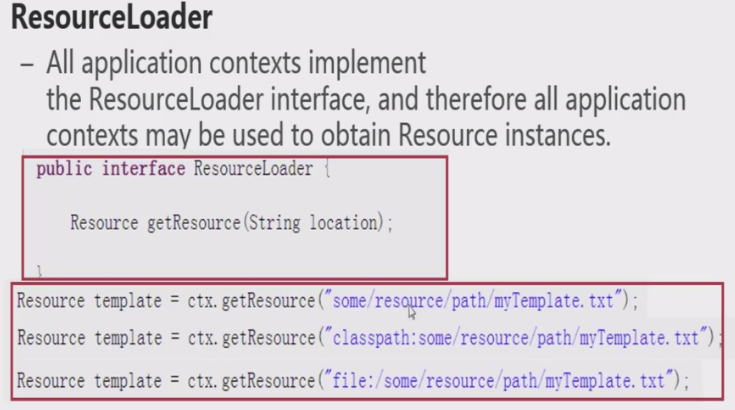 ResourceLoader
– All application contexts implement
the ResourceLoader interface, and therefore all application
contexts may be used to obtain Resource instances.
public interface ResourceLoader {
Resource getResource(String location);
}
Resource template = ctx.getResource("some/resource/path/myTemplate.txt");
Resource template = ctx.getResource("classpath:some/resource/path/myTemplate.txt");
Resource template = ctx.getResource("file:/some/resource/path/myTemplate.txt");